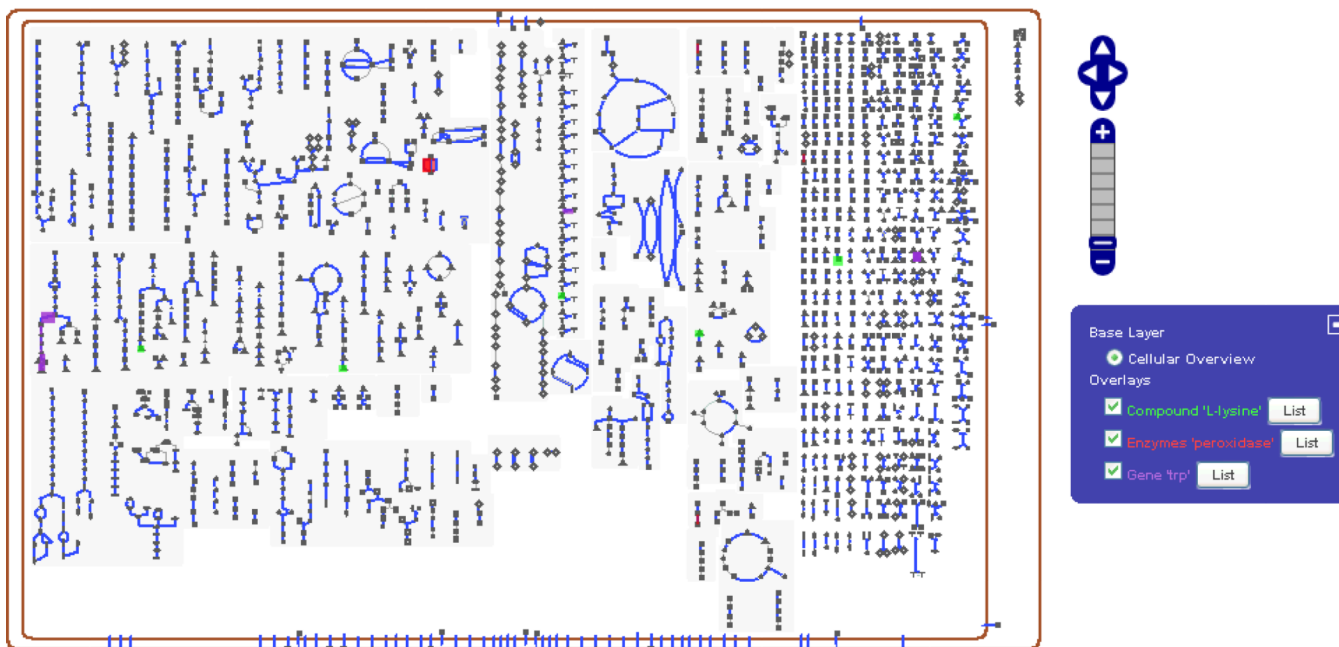 Base Layer
Cellular Overview
Overlays
Compound 'L-lysine' List
Enzymes 'peroxidase' List
Gene 'trp' List